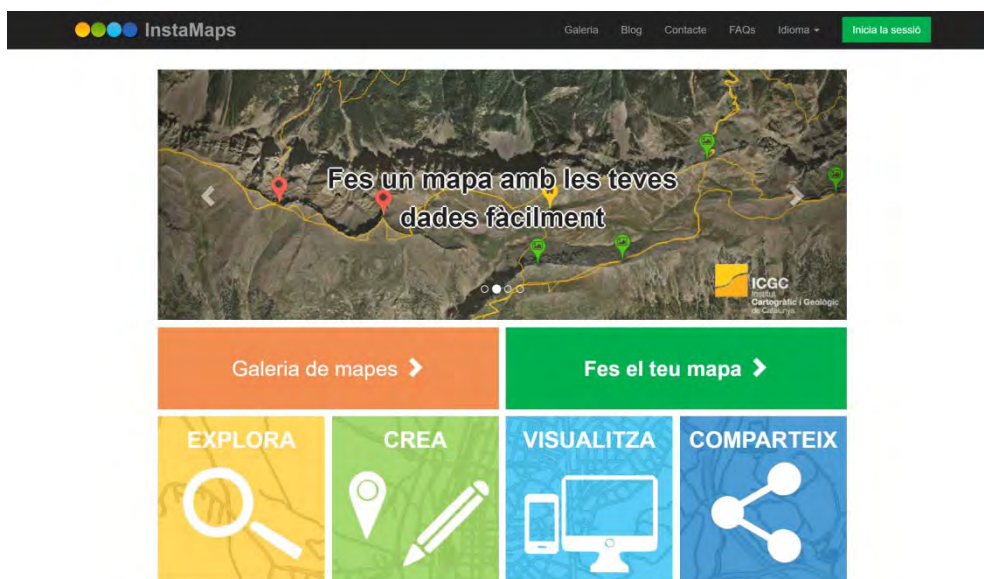 InstaMaps
Galeria Blog Contacte FAQs Idioma Inicia la sessió
Fes un mapa amb les teves
dades fàcilment
ICGC
Institut
Cartogràfic i Geològic
de Catalunya
Galeria de mapes
Fes el teu mapa
EXPLORA
CREA
VISUALITZA
COMPARTEIX